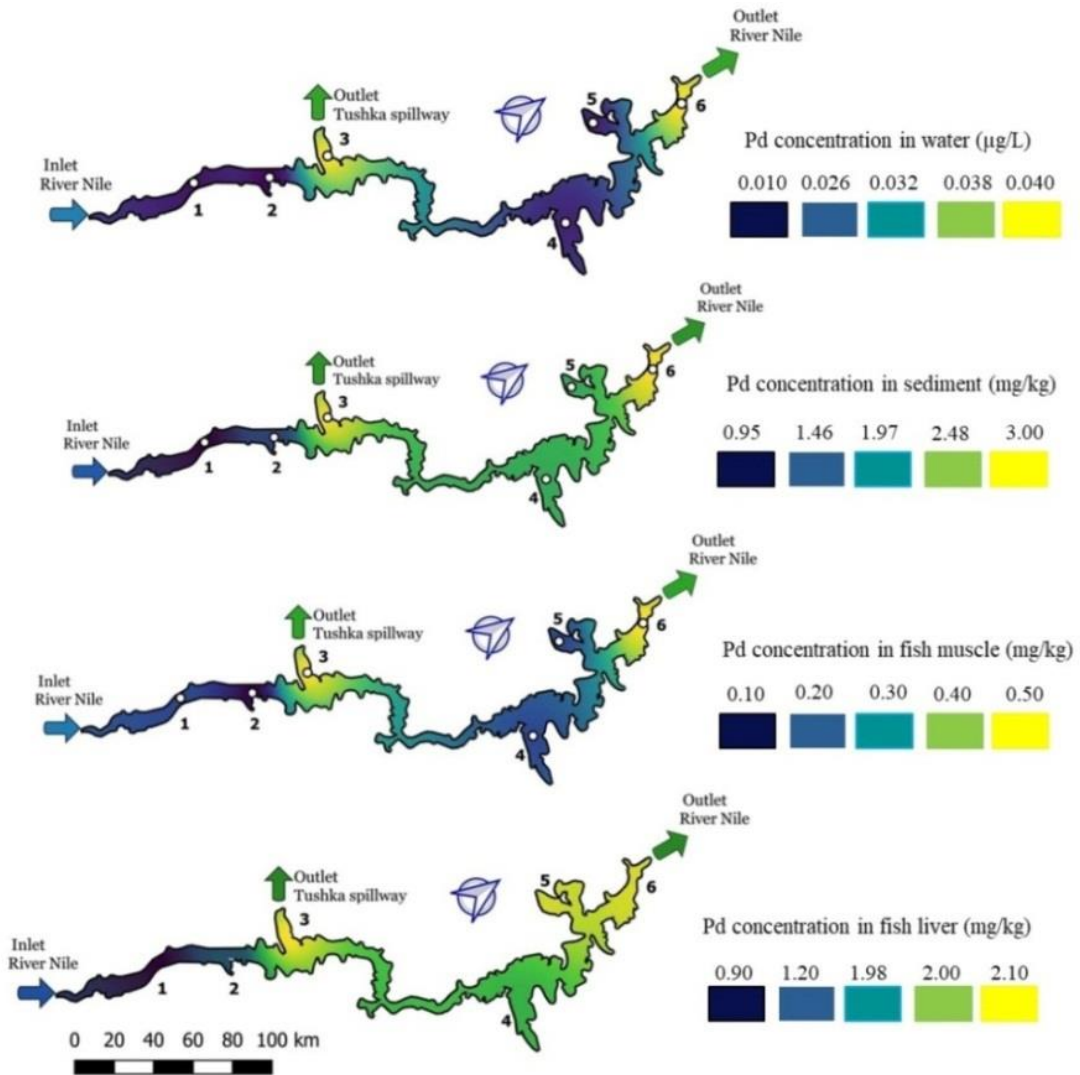 Outlet
River Nile
Outlet
Tushka spillway
5
6
3
Pd concentration in water (µg/L)
Inlet
River Nile
0.010 0.026 0.032 0.038 0.040
1
2
4
Outlet
River Nile
Outlet
Tushka spillway
5
6
3
Pd concentration in sediment (mg/kg)
Inlet
River Nile
0.95 1.46 1.97 2.48 3.00
1
2
4
Outlet
River Nile
Outlet
Tushka spillway
5
6
3
Pd concentration in fish muscle (mg/kg)
Inlet
River Nile
0.10 0.20 0.30 0.40 0.50
1
2
4
Outlet
River Nile
Outlet
Tushka spillway
5
6
3
Pd concentration in fish liver (mg/kg)
Inlet
River Nile
0.90 1.20 1.98 2.00 2.10
1
2
4
0 20 40 60 80 100 km